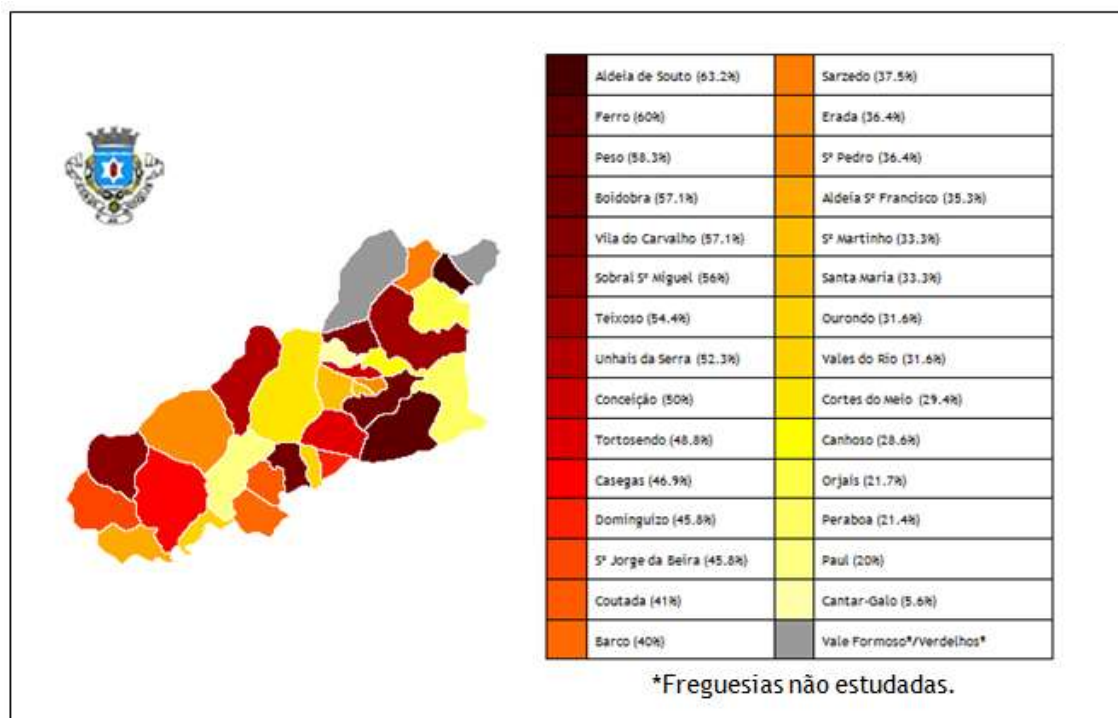 Aldeia de Souto (63.2%)
Sarzedo (37.5%)
Ferro (60%)
Erada (36.4%)
Peso (58.3%)
Sº Pedro (36.4%)
Boidobra (57.1%)
Aldeia Sº Francisco (35.3%)
Vila do Carvalho (57.1%)
Sº Martinho (33.3%)
Sobral Sº Miguel (56%)
Santa Maria (33.3%)
Teixoso (54.4%)
Ourondo (31.6%)
Unhais da Serra (52.3%)
Vales do Rio (31.6%)
Conceição (50%)
Cortes do Meio (29.4%)
Tortosendo (48.8%)
Canhoso (28.6%)
Casegas (46.9%)
Orjais (21.7%)
Dominguizo (45.8%)
Peraboa (21.4%)
Sº Jorge da Beira (45.8%)
Paul (20%)
Coutada (41%)
Cantar-Galo (5.6%)
Barco (40%)
Vale Formoso*/Verdelhos*
*Freguesias não estudadas.